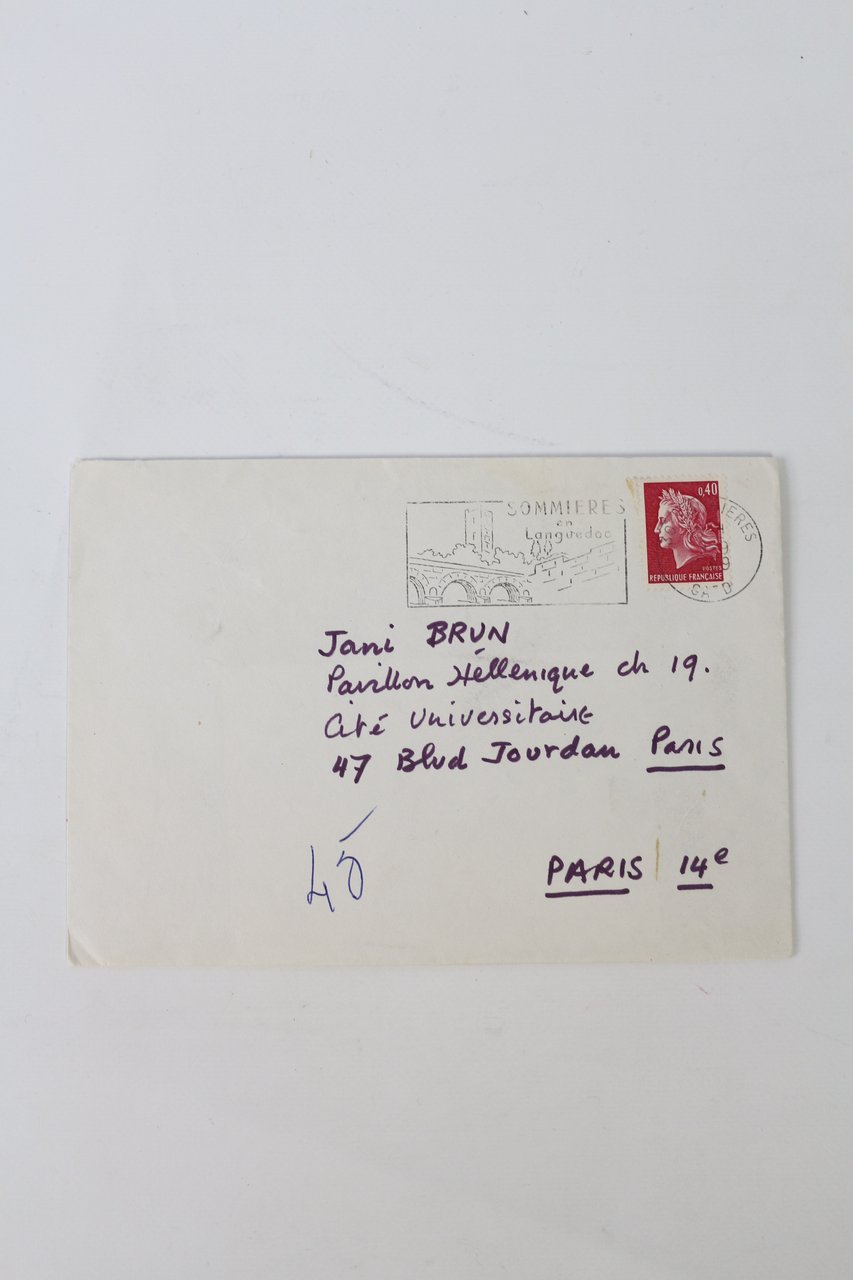 SOMMIERES
en
Languedoc
0,40
POSTES
REPUBLIQUE FRANÇAISE
GARD
Jani BRUN
Pavillon Héllenique ch 19.
Cité Universitaire
47 Blvd Jourdan Paris
45
PARIS 14e